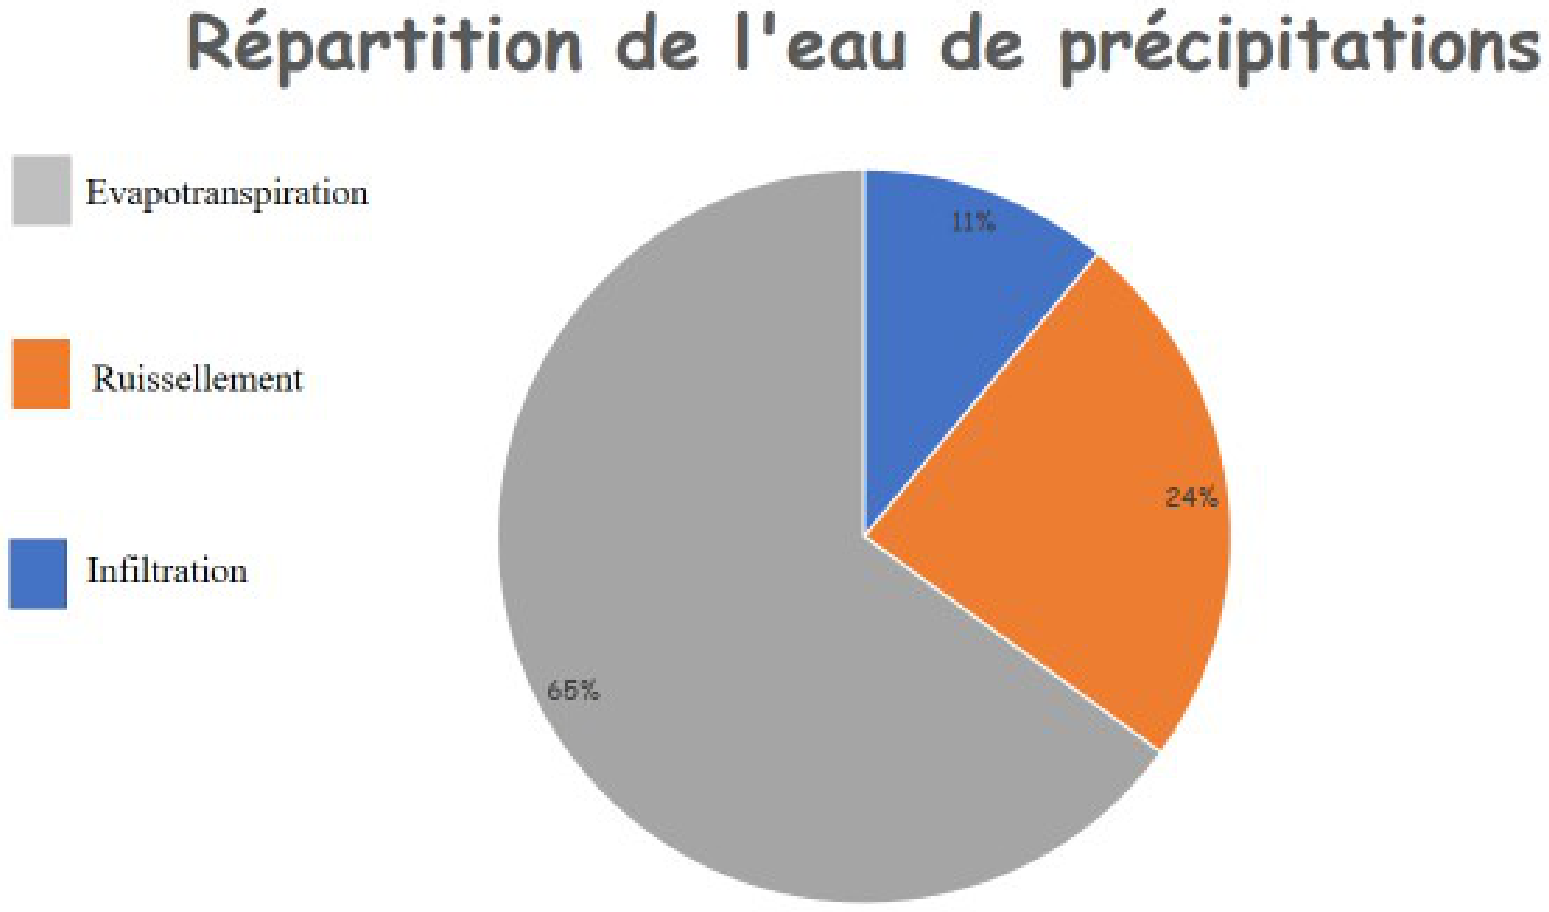 Répartition de l'eau de précipitations
Evapotranspiration
Ruissellement
Infiltration
11%
24%
65%